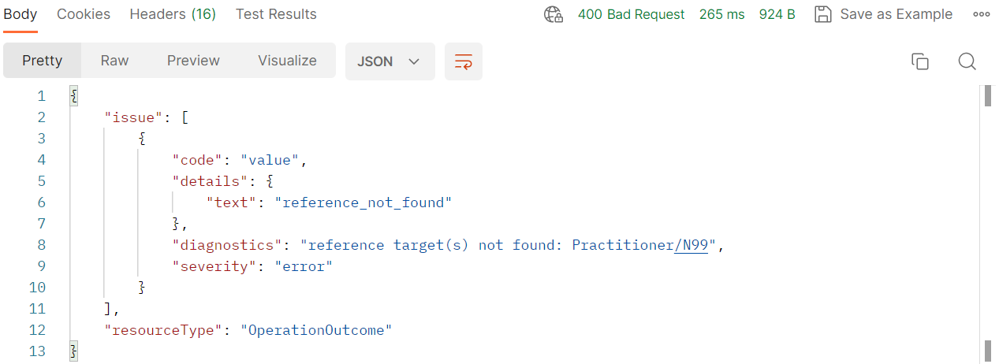 Body Cookies Headers (16) Test Results 400 Bad Request 265 ms 924 B Save as Example
Pretty Raw Preview Visualize JSON
1 {
2 "issue": [
3 {
4 "code": "value",
5 "details": {
6 "text": "reference_not_found"
7 },
8 "diagnostics": "reference target(s) not found: Practitioner/N99",
9 "severity": "error"
10 }
11 ],
12 "resourceType": "OperationOutcome"
13 }